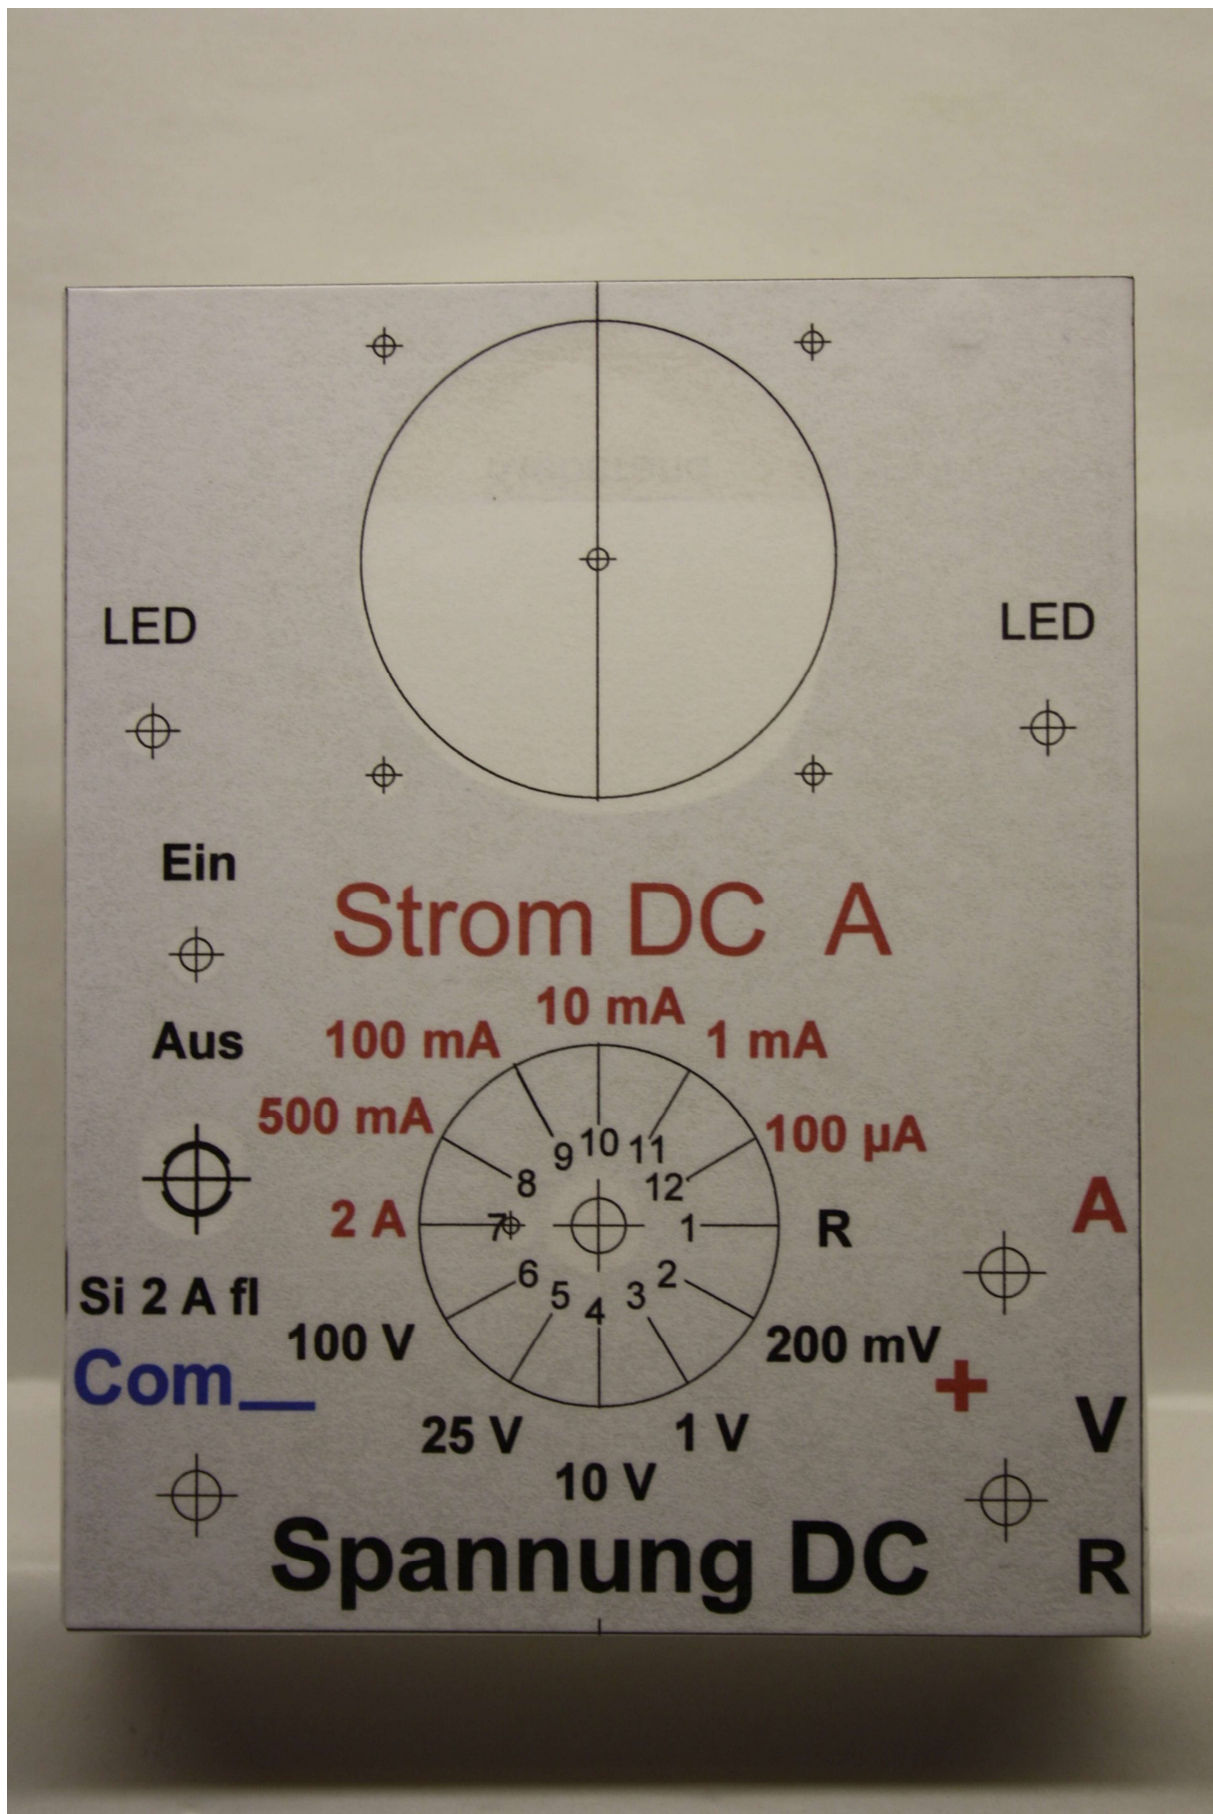 LED LED
Ein
Strom DC A
10 mA
Aus 100 mA 1 mA
500 mA 100 µA
9 10 11
8 12
2 A 7 1 R A
6 2
5 4 3
Si 2 A fl
100 V 200 mV
Com__ +
25 V 1 V V
10 V
Spannung DC R